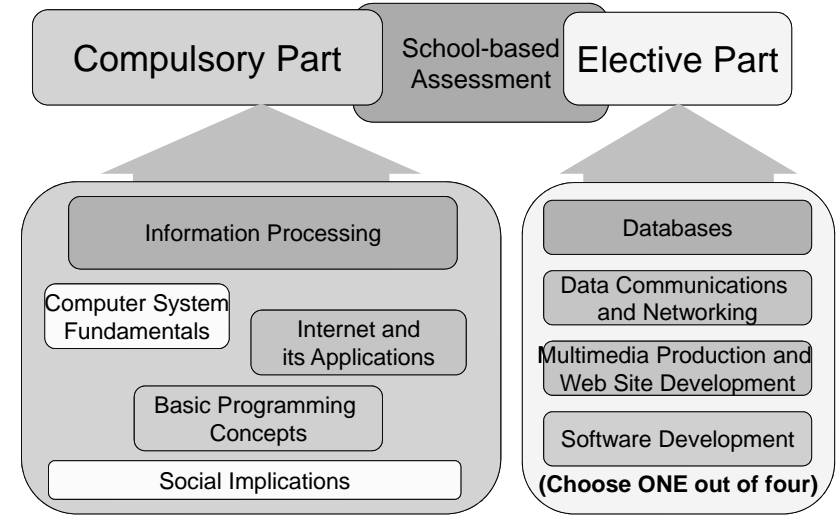 Compulsory Part
School-based
Assessment
Elective Part
Information Processing
Computer System
Fundamentals
Internet and
its Applications
Basic Programming
Concepts
Social Implications
Databases
Data Communications
and Networking
Multimedia Production and
Web Site Development
Software Development
(Choose ONE out of four)